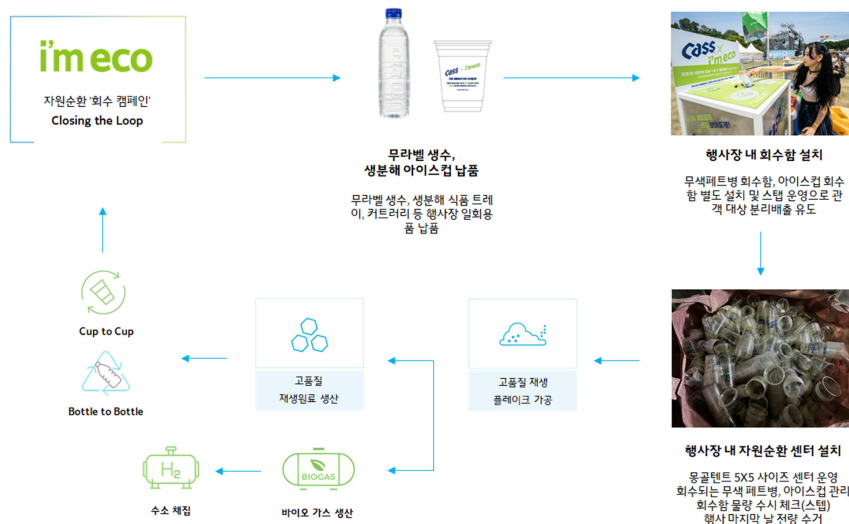 i'm eco
자원순환 '회수 캠페인'
Closing the Loop
Cass X i'm eco
무라벨 생수,
생분해 아이스컵 납품
무라벨 생수, 생분해 식품 트레
이, 커트러리 등 행사장 일회용
품 납품
Cass X
i'm eco
행사장 내 회수함 설치
무색페트병 회수함, 아이스컵 회수
함 별도 설치 및 스탭 운영으로 관
객 대상 분리배출 유도
행사장 내 자원순환 센터 설치
몽골텐트 5X5 사이즈 센터 운영
회수되는 무색 페트병, 아이스컵 관리
회수함 물량 수시 체크(스텝)
행사 마지막 날 전량 수거
고품질 재생
플레이크 가공
고품질
재생원료 생산
Cup to Cup
Bottle to Bottle
BIOGAS
바이오 가스 생산
H2
수소 채집